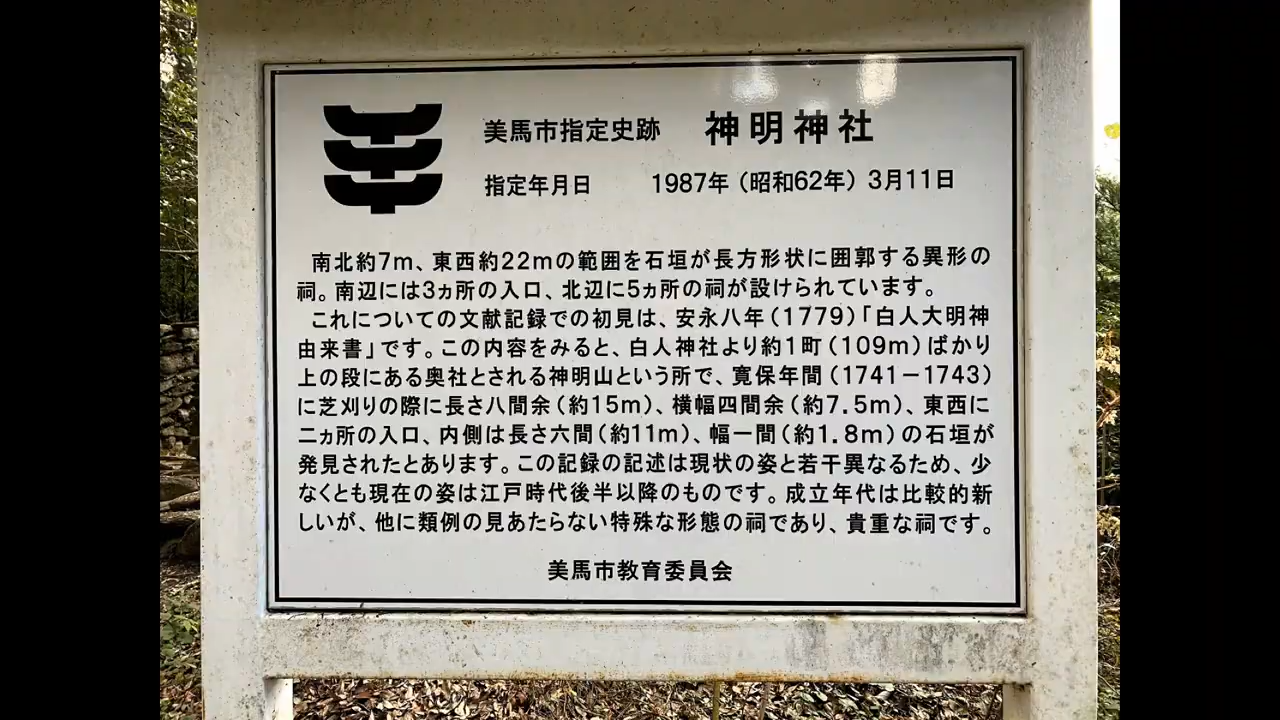 美馬市指定史跡 神明神社
指定年月日 1987年（昭和62年）3月11日
南北約7m、東西約22mの範囲を石垣が長方形状に囲郭する異形の
祠。南辺には3ヵ所の入口、北辺に5ヵ所の祠が設けられています。
これについての文献記録での初見は、安永八年（1779）「白人大明神
由来書」です。この内容をみると、白人神社より約1町（109m）ばかり
上の段にある奥社とされる神明山という所で、寛保年間（1741－1743）
に芝刈りの際に長さ八間余（約15m）、横幅四間余（約7.5m）、東西に
二ヵ所の入口、内側は長さ六間（約11m）、幅一間（約1.8m）の石垣が
発見されたとあります。この記録の記述は現状の姿と若干異なるため、少
なくとも現在の姿は江戸時代後半以降のものです。成立年代は比較的新
しいが、他に類例の見あたらない特殊な形態の祠であり、貴重な祠です。
美馬市教育委員会